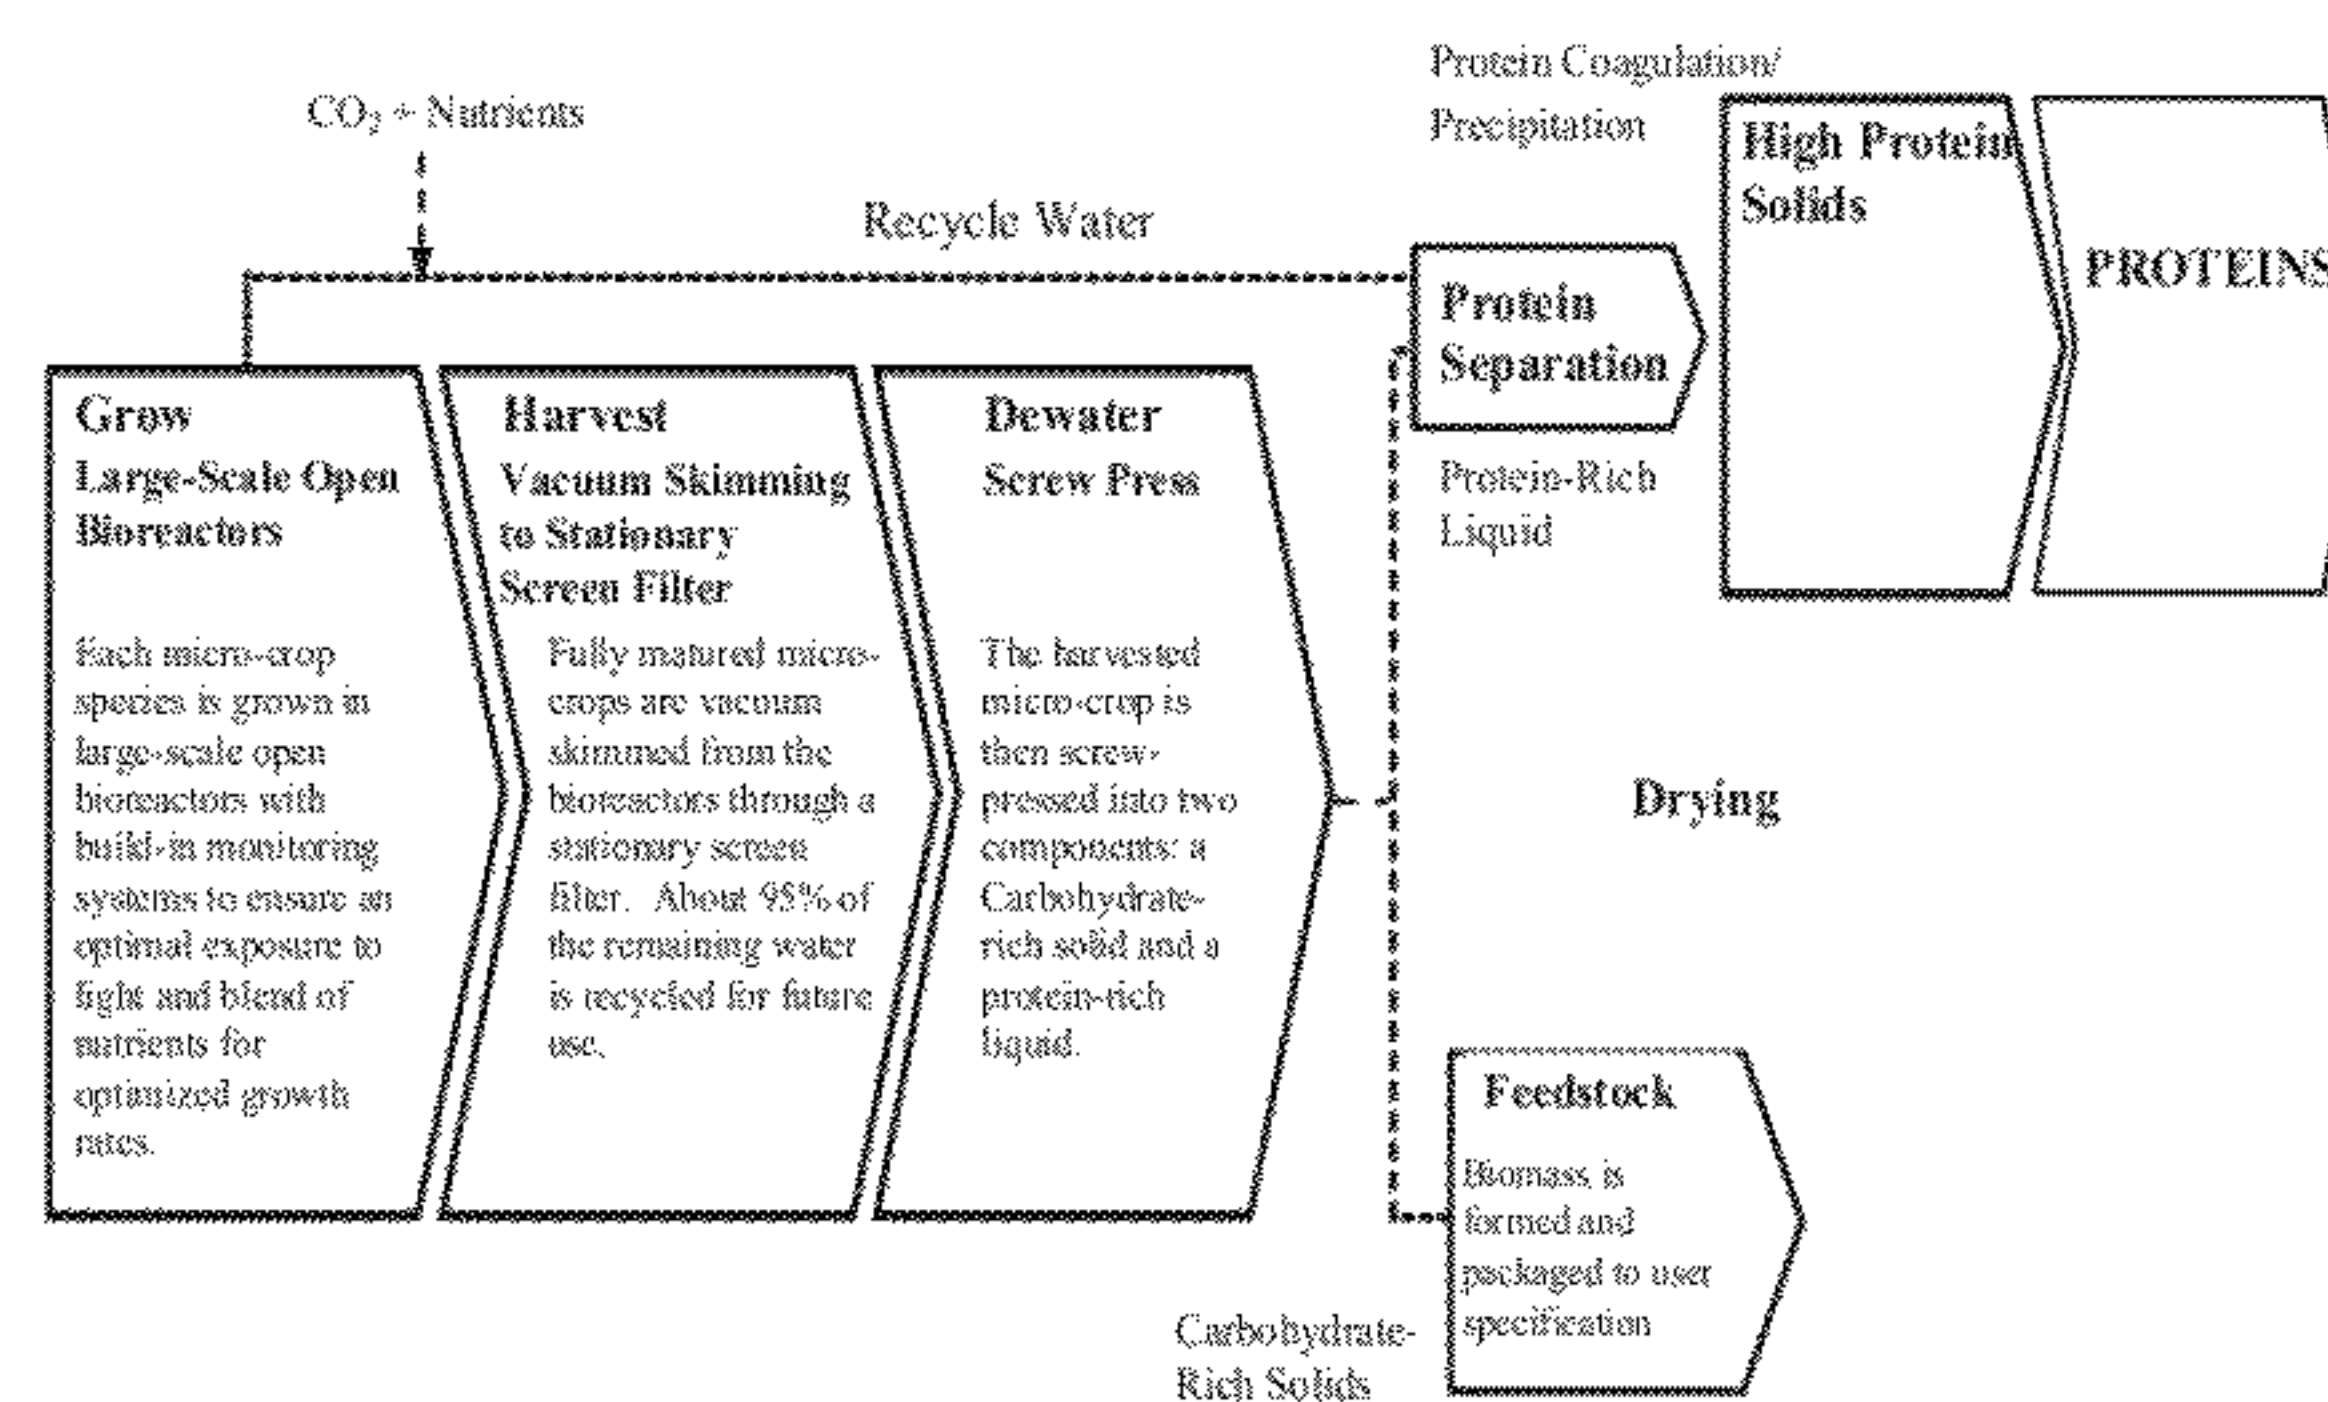 CO₂ + Nutrients
Recycle Water
Protein Coagulation/
Precipitation
High Protein
Solids
PROTEINS
Protein
Separation
Protein-Rich
Liquid
Grow
Large-Scale Open
Bioreactors
Each micro-crop
species is grown in
large-scale open
bioreactors with
build-in monitoring
systems to ensure an
optimal exposure to
light and blend of
nutrients for
optimized growth
rates.
Harvest
Vacuum Skimming
to Stationary
Screen Filter
Fully matured micro-
crops are vacuum
skimmed from the
bioreactors through a
stationary screen
filter. About 95% of
the remaining water
is recycled for future
use.
Dewater
Screw Press
The harvested
micro-crop is
then screw-
pressed into two
components: a
Carbohydrate-
rich solid and a
protein-rich
liquid.
Drying
Feedstock
Biomass is
formed and
packaged to user
specification
Carbohydrate-
Rich Solids